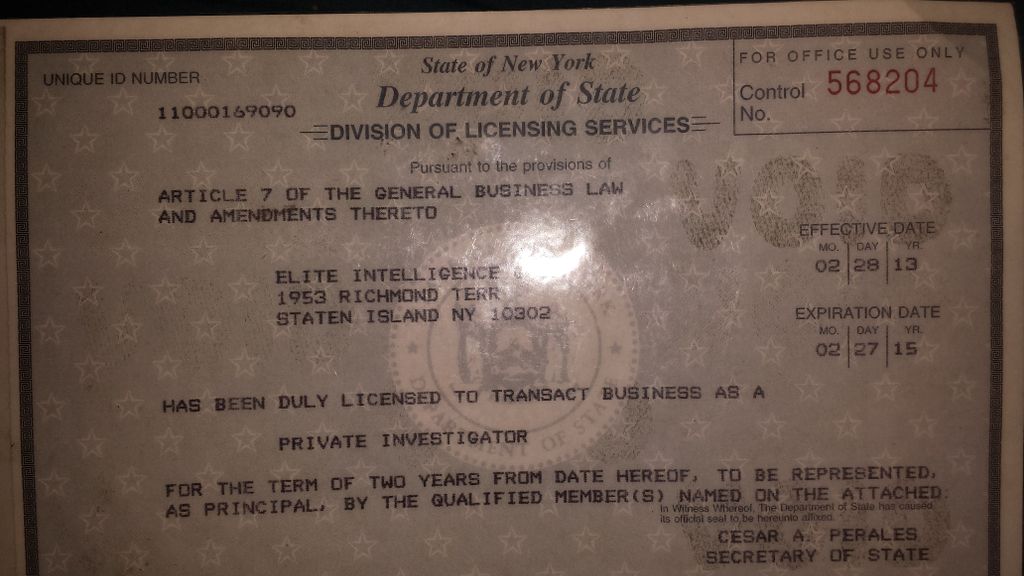 UNIQUE ID NUMBER
11000169090
State of New York
Department of State
DIVISION OF LICENSING SERVICES
FOR OFFICE USE ONLY
Control No. 568204
Pursuant to the provisions of
ARTICLE 7 OF THE GENERAL BUSINESS LAW
AND AMENDMENTS THERETO
VOID
EFFECTIVE DATE
MO. DAY YR.
02 28 13
ELITE INTELLIGENCE
1953 RICHMOND TERR
STATEN ISLAND NY 10302
EXPIRATION DATE
MO. DAY YR.
02 27 15
HAS BEEN DULY LICENSED TO TRANSACT BUSINESS AS A
PRIVATE INVESTIGATOR
DEPARTMENT OF STATE
FOR THE TERM OF TWO YEARS FROM DATE HEREOF, TO BE REPRESENTED,
AS PRINCIPAL, BY THE QUALIFIED MEMBER(S) NAMED ON THE ATTACHED.
In Witness Whereof, The Department of State has caused
its official seal to be hereunto affixed.
CESAR A. PERALES
SECRETARY OF STATE